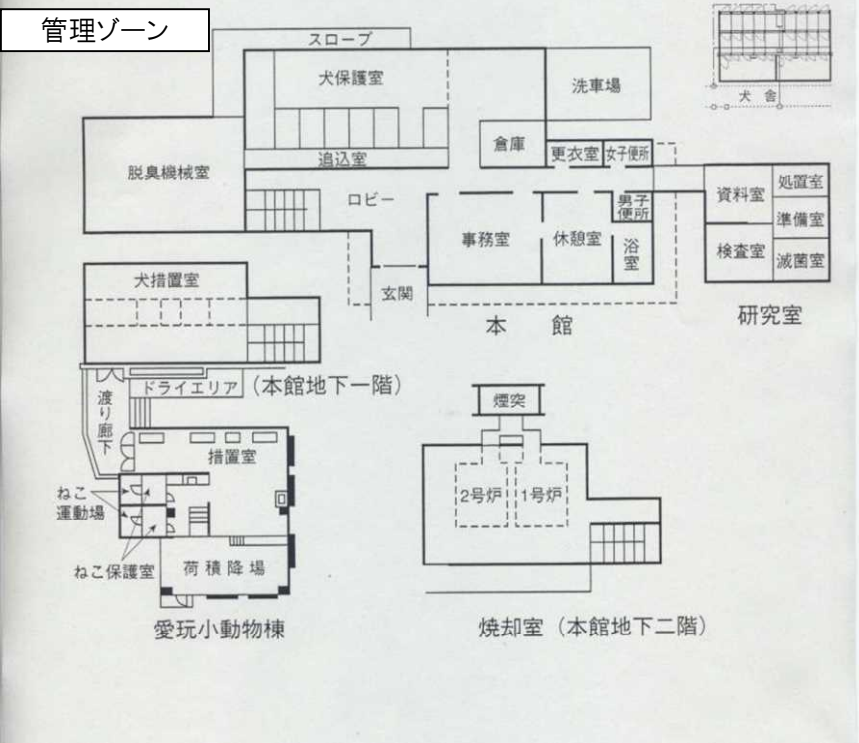 管理ゾーン
スロープ
犬保護室
洗車場
犬 舎
倉庫
更衣室
女子便所
脱臭機械室
追込室
ロビー
男子
便所
事務室
休憩室
浴
室
玄関
本 館
資料室
処置室
準備室
検査室
滅菌室
研究室
犬措置室
ドライエリア
(本館地下一階)
渡り廊下
措置室
ねこ
運動場
ねこ保護室
荷積降場
愛玩小動物棟
煙突
2号炉
1号炉
焼却室(本館地下二階)